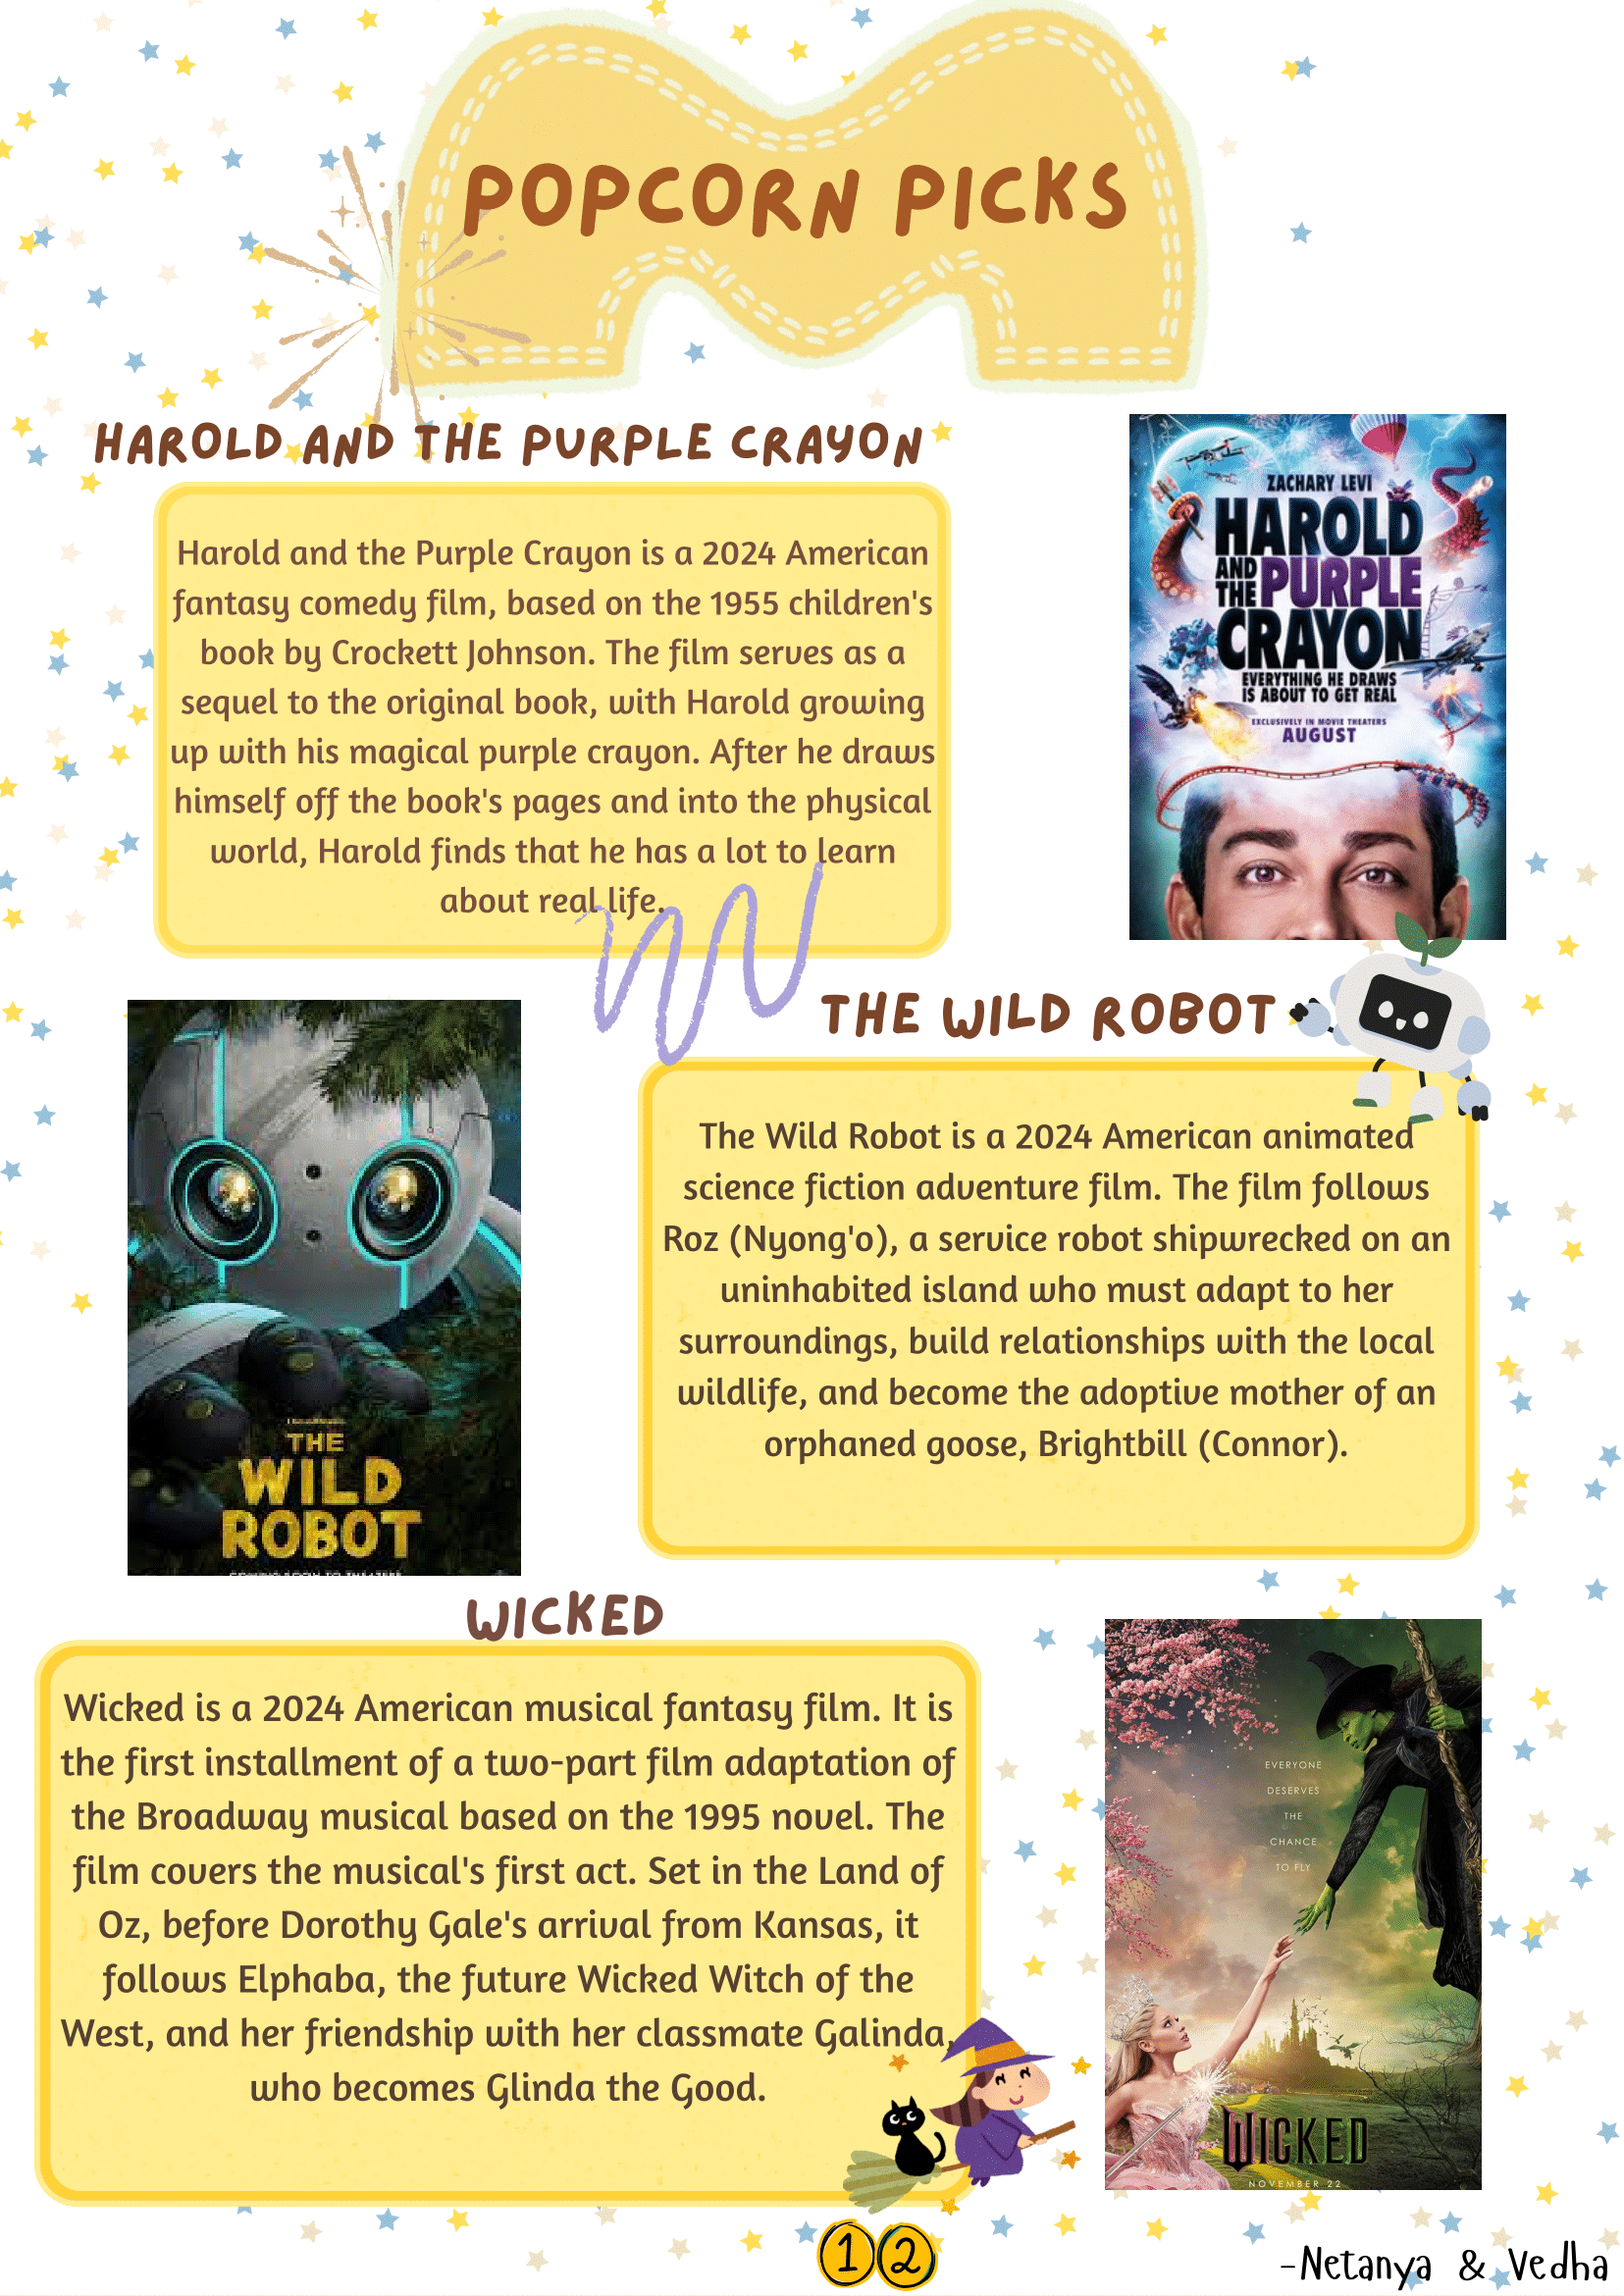 POPCORN PICKS
HAROLD AND THE PURPLE CRAYON
Harold and the Purple Crayon is a 2024 American
fantasy comedy film, based on the 1955 children's
book by Crockett Johnson. The film serves as a
sequel to the original book, with Harold growing
up with his magical purple crayon. After he draws
himself off the book's pages and into the physical
world, Harold finds that he has a lot to learn
about real life.
ZACHARY LEVI
HAROLD
AND
THE PURPLE
CRAYON
EVERYTHING HE DRAWS
IS ABOUT TO GET REAL
EXCLUSIVELY IN MOVIE THEATERS
AUGUST
THE WILD ROBOT
The Wild Robot is a 2024 American animated
science fiction adventure film. The film follows
Roz (Nyong'o), a service robot shipwrecked on an
uninhabited island who must adapt to her
surroundings, build relationships with the local
wildlife, and become the adoptive mother of an
orphaned goose, Brightbill (Connor).
THE
WILD
ROBOT
WICKED
Wicked is a 2024 American musical fantasy film. It is
the first installment of a two-part film adaptation of
the Broadway musical based on the 1995 novel. The
film covers the musical's first act. Set in the Land of
Oz, before Dorothy Gale's arrival from Kansas, it
follows Elphaba, the future Wicked Witch of the
West, and her friendship with her classmate Galinda,
who becomes Glinda the Good.
EVERYONE
DESERVES
THE
CHANCE
TO FLY
WICKED
NOVEMBER 22
12
-Netanya & Vedha